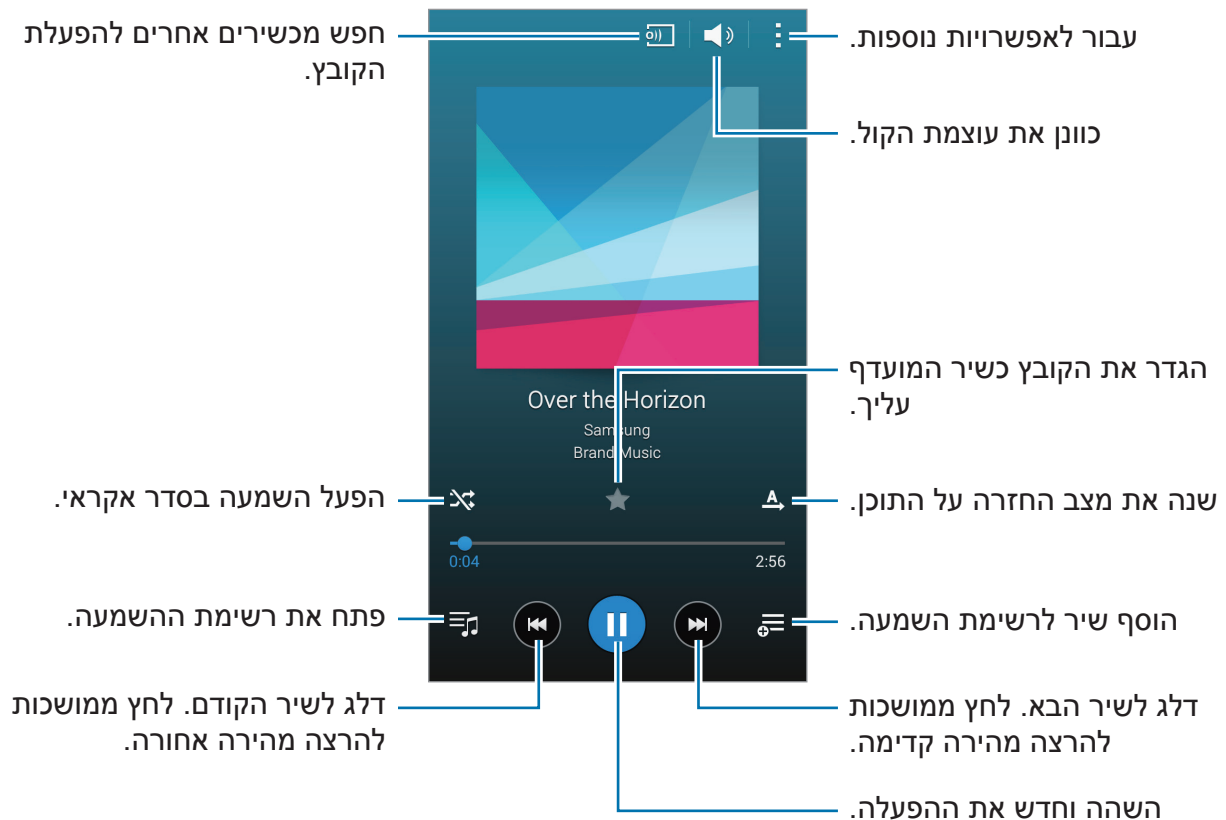 חפש מכשירים אחרים להפעלת
הקובץ.
עבור לאפשרויות נוספות.
כוונן את עוצמת הקול.
הגדר את הקובץ כשיר המועדף
עליך.
Over the Horizon
Samsung
Brand Music
הפעל השמעה בסדר אקראי.
A
שנה את מצב החזרה על התוכן.
0:04
2:56
פתח את רשימת ההשמעה.
הוסף שיר לרשימת השמעה.
דלג לשיר הקודם. לחץ ממושכות
להרצה מהירה אחורה.
דלג לשיר הבא. לחץ ממושכות
להרצה מהירה קדימה.
השהה וחדש את ההפעלה.